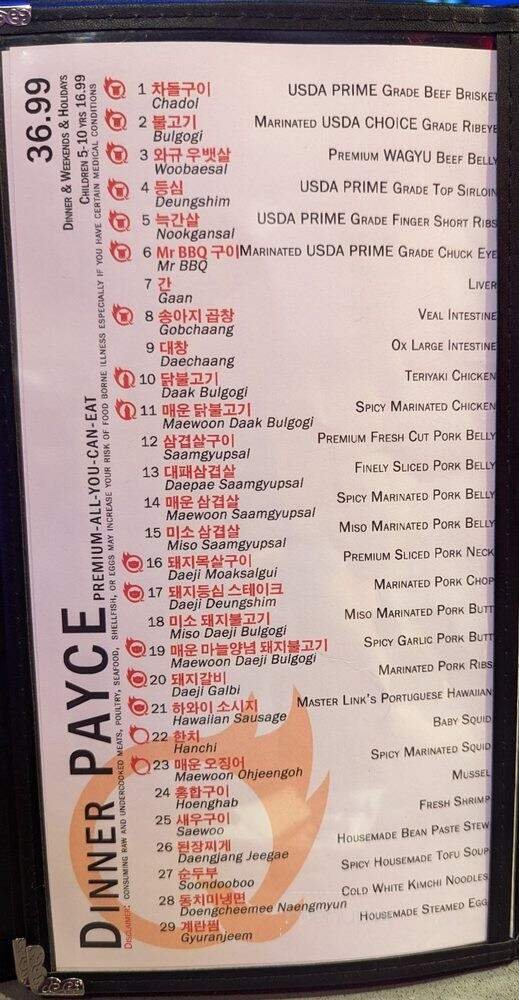 DINNER PAYCE PREMIUM-ALL-YOU-CAN-EAT
36.99
DINNER & WEEKENDS & HOLIDAYS
CHILDREN 5-10 YRS 16.99
DISCLAIMER: CONSUMING RAW AND UNDERCOOKED MEATS, POULTRY, SEAFOOD, SHELLFISH, OR EGGS MAY INCREASE YOUR RISK OF FOOD BORNE ILLNESS ESPECIALLY IF YOU HAVE CERTAIN MEDICAL CONDITIONS
1 차돌구이 USDA PRIME GRADE BEEF BRISKET
Chadol
2 불고기 MARINATED USDA CHOICE GRADE RIBEYE
Bulgogi
3 와규 우뱃살 PREMIUM WAGYU BEEF BELLY
Woobaesal
4 등심 USDA PRIME GRADE TOP SIRLOIN
Deungshim
5 늑간살 USDA PRIME GRADE FINGER SHORT RIBS
Nookgansal
6 Mr BBQ 구이 MARINATED USDA PRIME GRADE CHUCK EYE
Mr BBQ
7 간 LIVER
Gaan
8 송아지 곱창 VEAL INTESTINE
Gobchaang
9 대창 OX LARGE INTESTINE
Daechaang
10 닭불고기 TERIYAKI CHICKEN
Daak Bulgogi
11 매운 닭불고기 SPICY MARINATED CHICKEN
Maewoon Daak Bulgogi
12 삼겹살구이 PREMIUM FRESH CUT PORK BELLY
Saamgyupsal
13 대패삼겹살 FINELY SLICED PORK BELLY
Daepae Saamgyupsal
14 매운 삼겹살 SPICY MARINATED PORK BELLY
Maewoon Saamgyupsal
15 미소 삼겹살 MISO MARINATED PORK BELLY
Miso Saamgyupsal
16 돼지목살구이 PREMIUM SLICED PORK NECK
Daeji Moaksalgui
17 돼지등심 스테이크 MARINATED PORK CHOP
Daeji Deungshim
18 미소 돼지불고기 MISO MARINATED PORK BUTT
Miso Daeji Bulgogi
19 매운 마늘양념 돼지불고기 SPICY GARLIC PORK BUTT
Maewoon Daeji Bulgogi
20 돼지갈비 MARINATED PORK RIBS
Daeji Galbi
21 하와이 소시지 MASTER LINK'S PORTUGUESE HAWAIIAN
Hawaiian Sausage
22 한치 BABY SQUID
Hanchi
23 매운 오징어 SPICY MARINATED SQUID
Maewoon Ohjeengoh
24 홍합구이 MUSSEL
Hoenghab
25 새우구이 FRESH SHRIMP
Saewoo
26 된장찌게 HOUSEMADE BEAN PASTE STEW
Daengjang Jeegae
27 순두부 SPICY HOUSEMADE TOFU SOUP
Soondooboo
28 동치미냉면 COLD WHITE KIMCHI NOODLES
Doengcheemee Naengmyun
29 계란찜 HOUSEMADE STEAMED EGG
Gyuranjeem